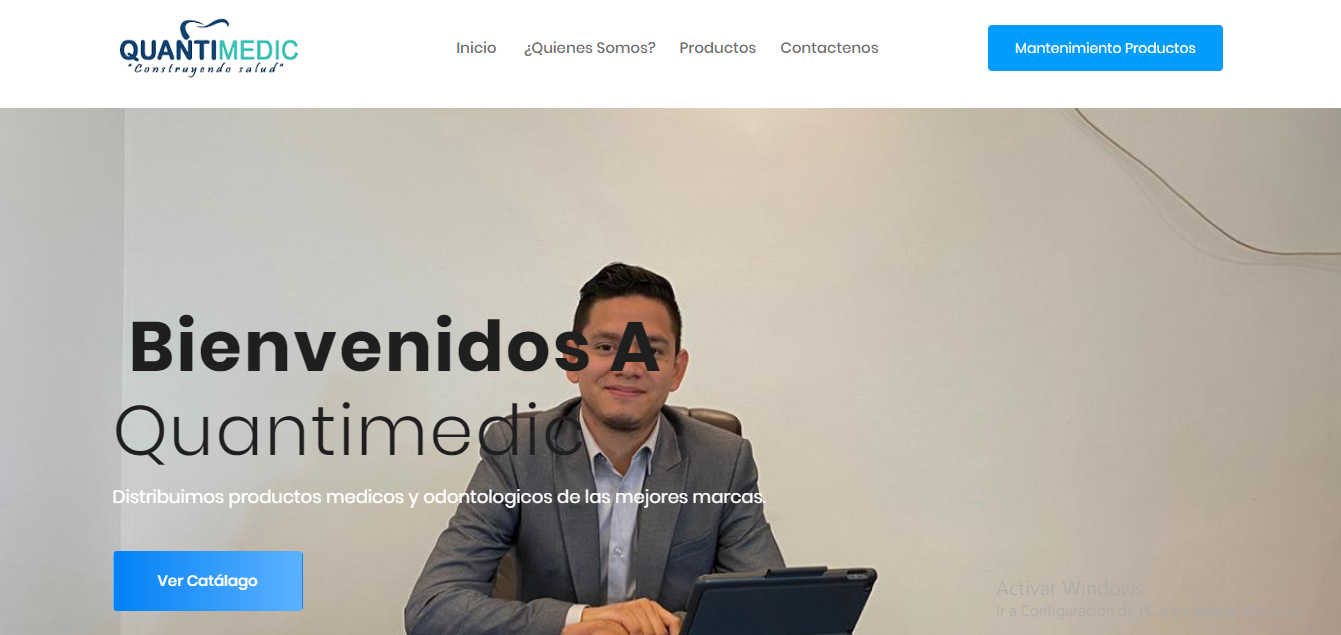 QUANTIMEDIC
"Construyendo salud"
Inicio ¿Quienes Somos? Productos Contactenos
Mantenimiento Productos
Bienvenidos A
Quantimedic
Distribuimos productos medicos y odontologicos de las mejores marcas.
Ver Catálago
Activar Windows
Ir a Configuración de PC para